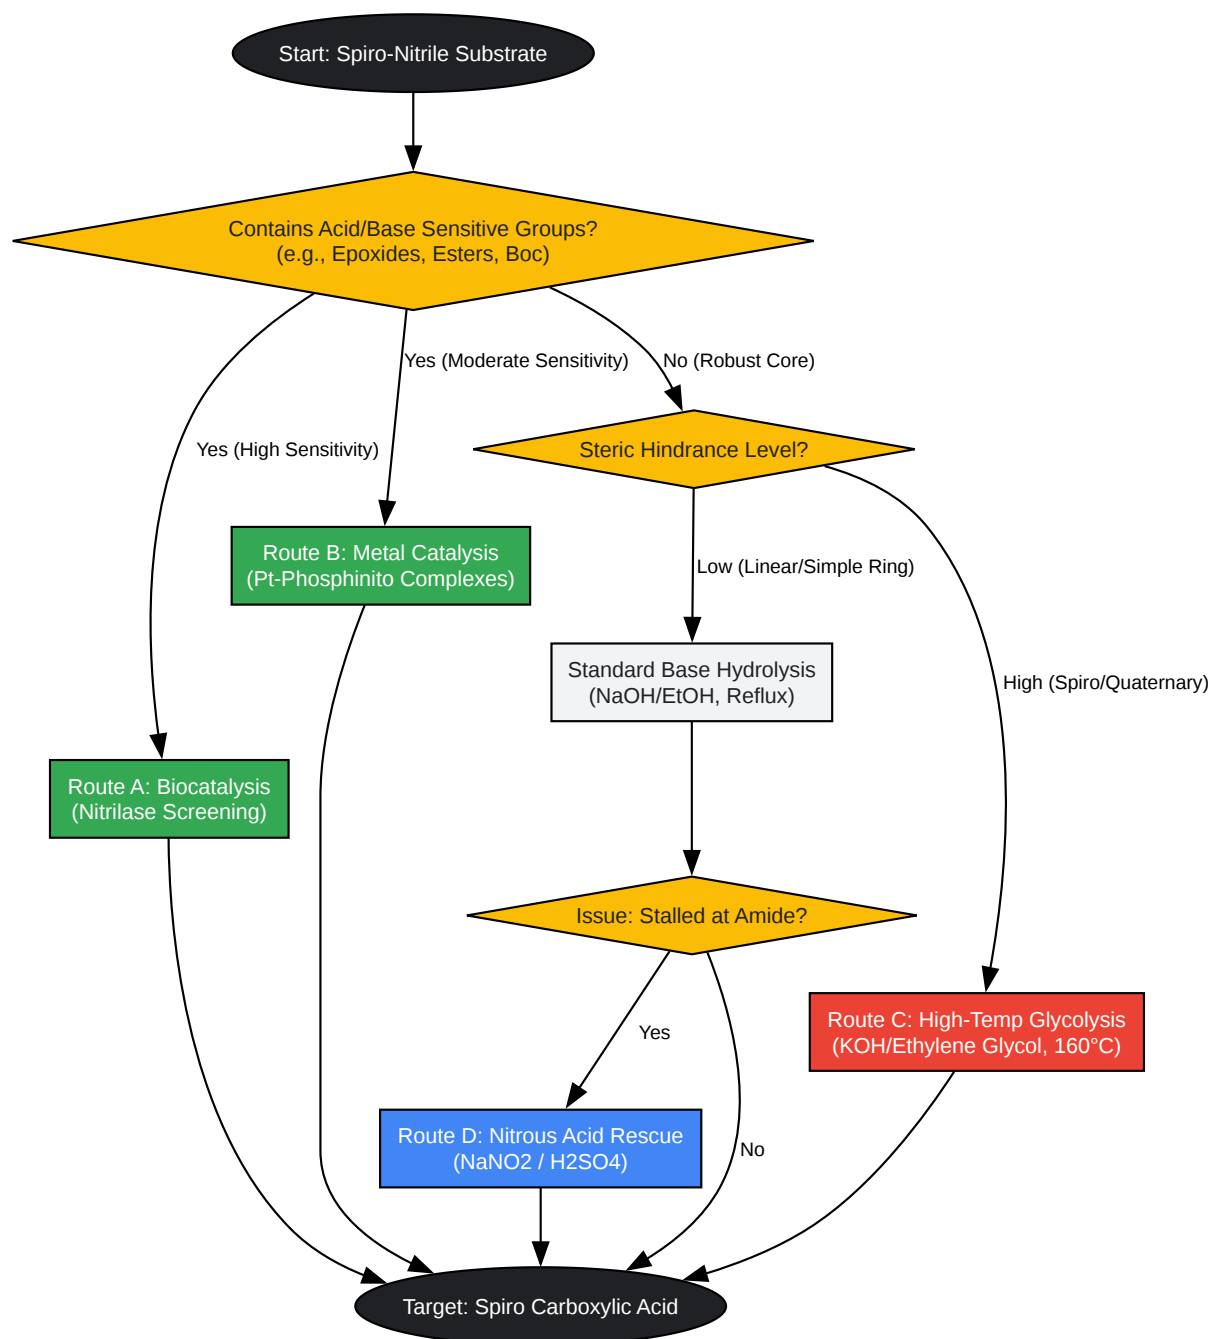 Start: Spiro-Nitrile Substrate
Contains Acid/Base Sensitive Groups?
(e.g., Epoxides, Esters, Boc)
Yes (Moderate Sensitivity)
No (Robust Core)
Yes (High Sensitivity)
Steric Hindrance Level?
Route B: Metal Catalysis
(Pt-Phosphinito Complexes)
Low (Linear/Simple Ring)
Standard Base Hydrolysis
(NaOH/EtOH, Reflux)
High (Spiro/Quaternary)
Route A: Biocatalysis
(Nitrilase Screening)
Issue: Stalled at Amide?
Route C: High-Temp Glycolysis
(KOH/Ethylene Glycol, 160°C)
Yes
Route D: Nitrous Acid Rescue
(NaNO2 / H2SO4)
No
Target: Spiro Carboxylic Acid